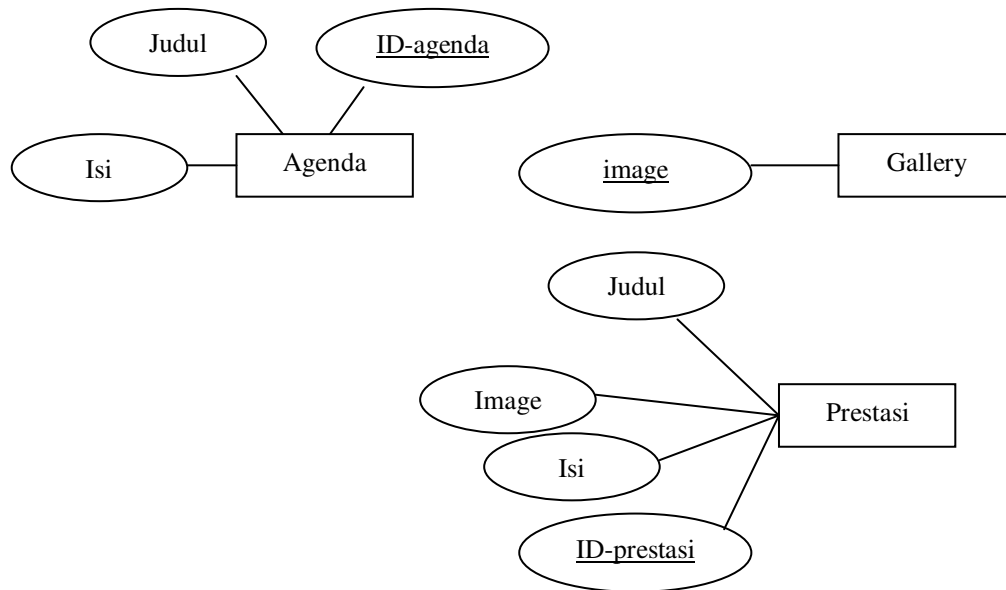 Judul
ID-agenda
Isi
Agenda
image
Gallery
Judul
Image
Prestasi
Isi
ID-prestasi